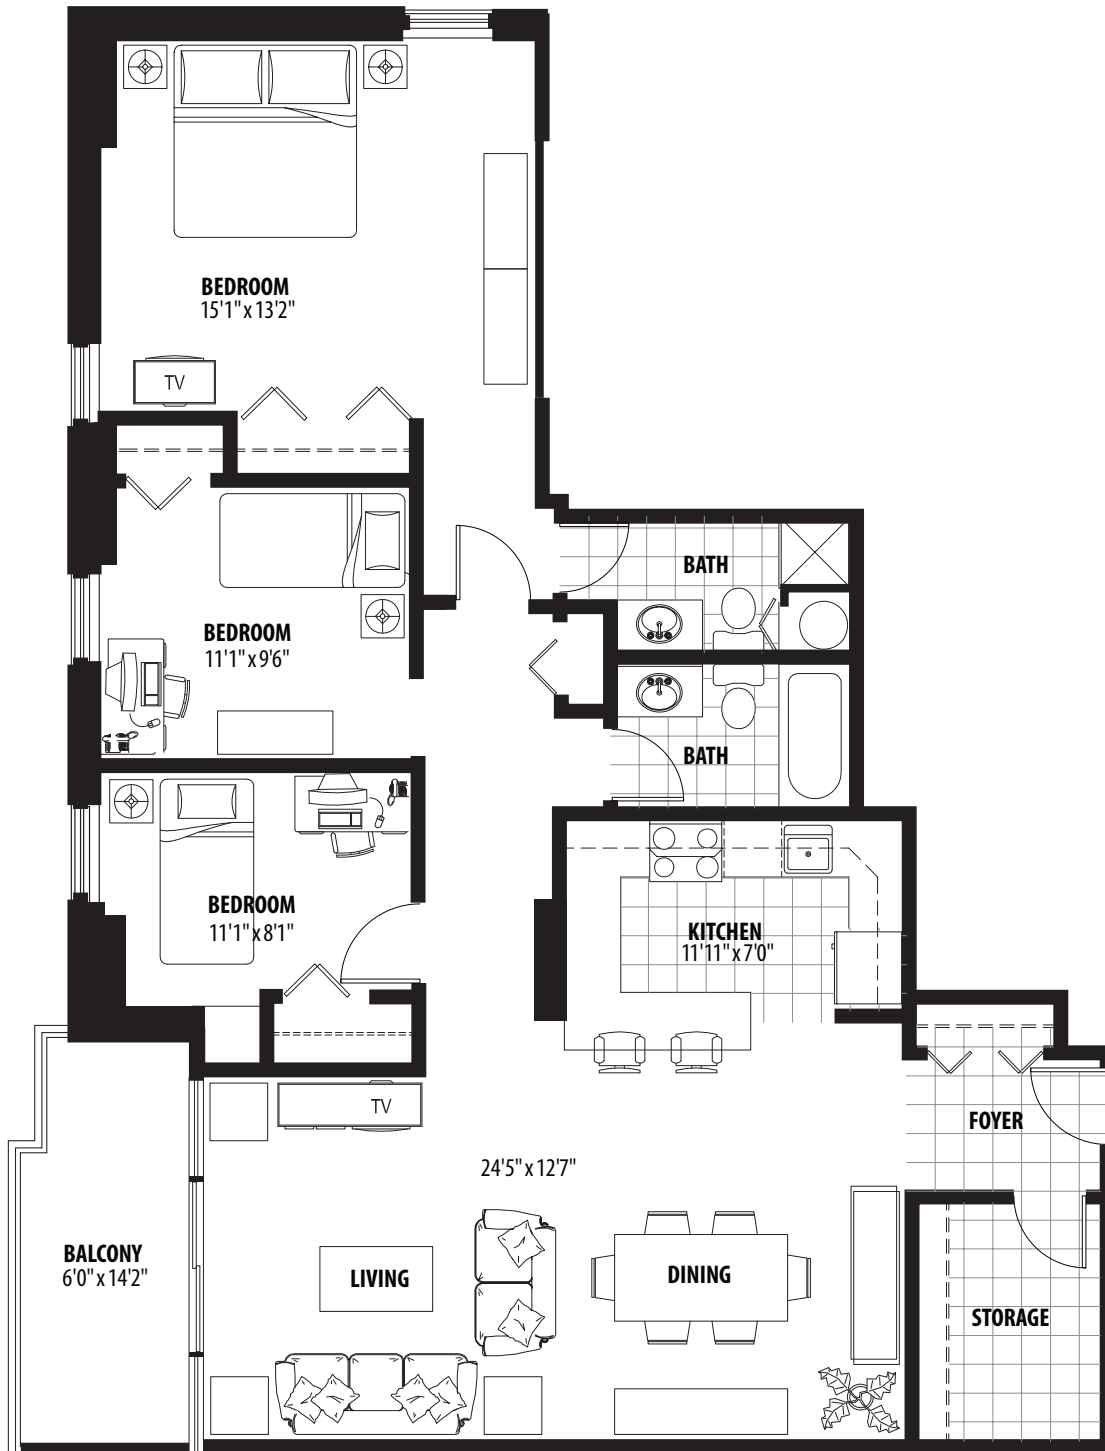 BEDROOM
15'1" x 13'2"
TV
BATH
BEDROOM
11'1" x 9'6"
BATH
BEDROOM
11'1" x 8'1"
KITCHEN
11'11" x 7'0"
TV
FOYER
24'5" x 12'7"
BALCONY
6'0" x 14'2"
LIVING
DINING
STORAGE